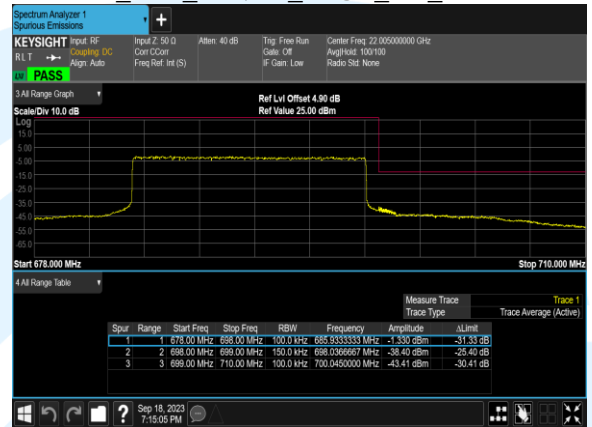 Spectrum Analyzer 1
Spurious Emissions
+
KEYSIGHT Input: RF Input Z: 50 Ω Atten: 40 dB Trig: Free Run Center Freq: 22.005000000 GHz
RLT Coupling: DC Corr CCorr Gate: Off Avg|Hold: 100/100
Align: Auto Freq Ref: Int (S) IF Gain: Low Radio Std: None
LV PASS
3 All Range Graph
Ref Lvl Offset 4.90 dB
Scale/Div 10.0 dB Ref Value 25.00 dBm
Log
15.0
5.00
-5.00
-15.0
-25.0
-35.0
-45.0
-55.0
-65.0
Start 678.000 MHz Stop 710.000 MHz
4 All Range Table
Measure Trace Trace 1
Trace Type Trace Average (Active)
Spur Range Start Freq Stop Freq RBW Frequency Amplitude ΔLimit
1 1 678.00 MHz 698.00 MHz 100.0 kHz 685.9333333 MHz -1.330 dBm -31.33 dB
2 2 698.00 MHz 699.00 MHz 150.0 kHz 698.0366667 MHz -38.40 dBm -25.40 dB
3 3 699.00 MHz 710.00 MHz 100.0 kHz 700.0450000 MHz -43.41 dBm -30.41 dB
? Sep 18, 2023
7:15:05 PM